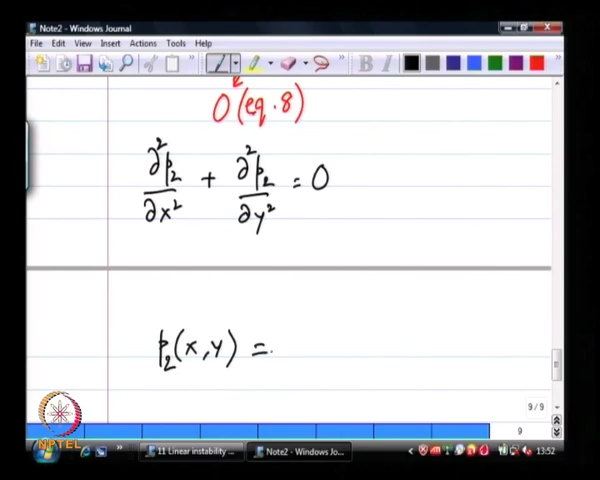 Note2 - Windows Journal
File Edit View Insert Actions Tools Help
B I
0 (eq. 8)
∂²p₂/∂x² + ∂²p₂/∂y² = 0
p₂(x,y) =
9/9
9
NPTEL
11 Linear instability ...
Note2 - Windows Jo...
13:52